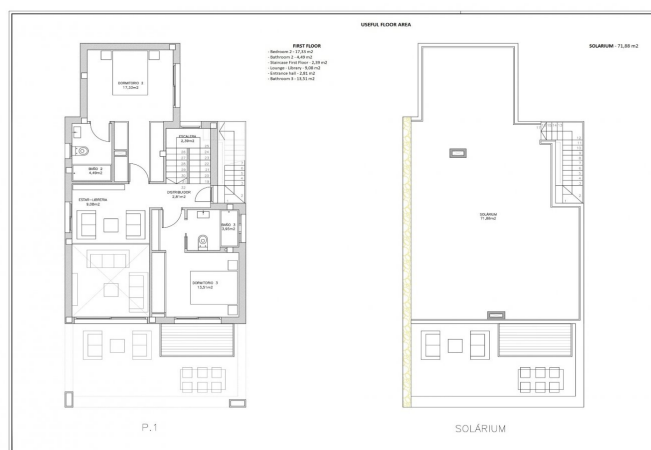 USEFUL FLOOR AREA
FIRST FLOOR
- Bedroom 2 - 17,33 m2
- Bathroom 2 - 4,49 m2
- Staircase First Floor - 2,39 m2
- Lounge - Library - 9,08 m2
- Entrance hall - 2,81 m2
- Bathroom 3 - 13,51 m2
SOLARIUM - 71,88 m2
DORMITORIO 2
17,33m2
ESCALERA
2,39m2
BAÑO 2
4,49m2
DISTRIBUIDOR
2,81m2
ESTAR-LIBRERIA
9,08m2
BAÑO 3
DORMITORIO 3
13,51m2
SOLÁRIUM
71,88m2
P.1
SOLÁRIUM